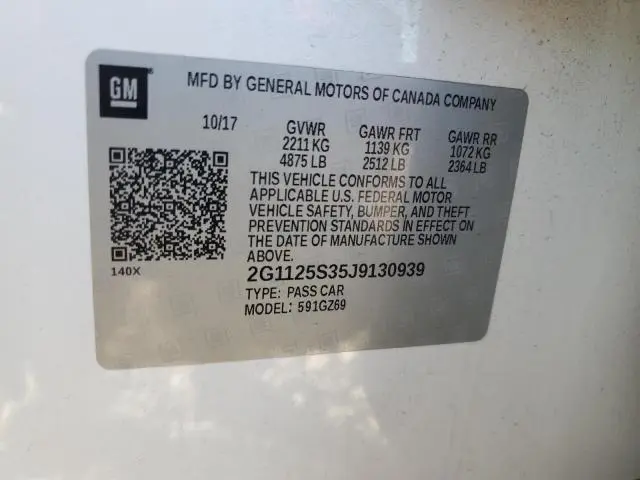 GM
MFD BY GENERAL MOTORS OF CANADA COMPANY
10/17 GVWR GAWR FRT GAWR RR
2211 KG 1139 KG 1072 KG
4875 LB 2512 LB 2364 LB
THIS VEHICLE CONFORMS TO ALL
APPLICABLE U.S. FEDERAL MOTOR
VEHICLE SAFETY, BUMPER, AND THEFT
PREVENTION STANDARDS IN EFFECT ON
THE DATE OF MANUFACTURE SHOWN
ABOVE.
140X
2G1125S35J9130939
TYPE: PASS CAR
MODEL: 591GZ69